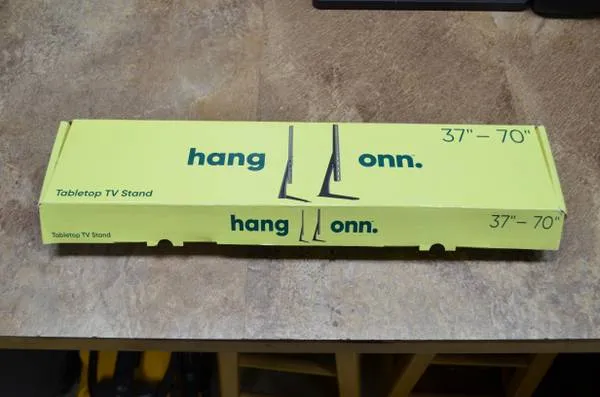 37" – 70"
hang onn.
Tabletop TV Stand
hang onn.
37" – 70"
Tabletop TV Stand